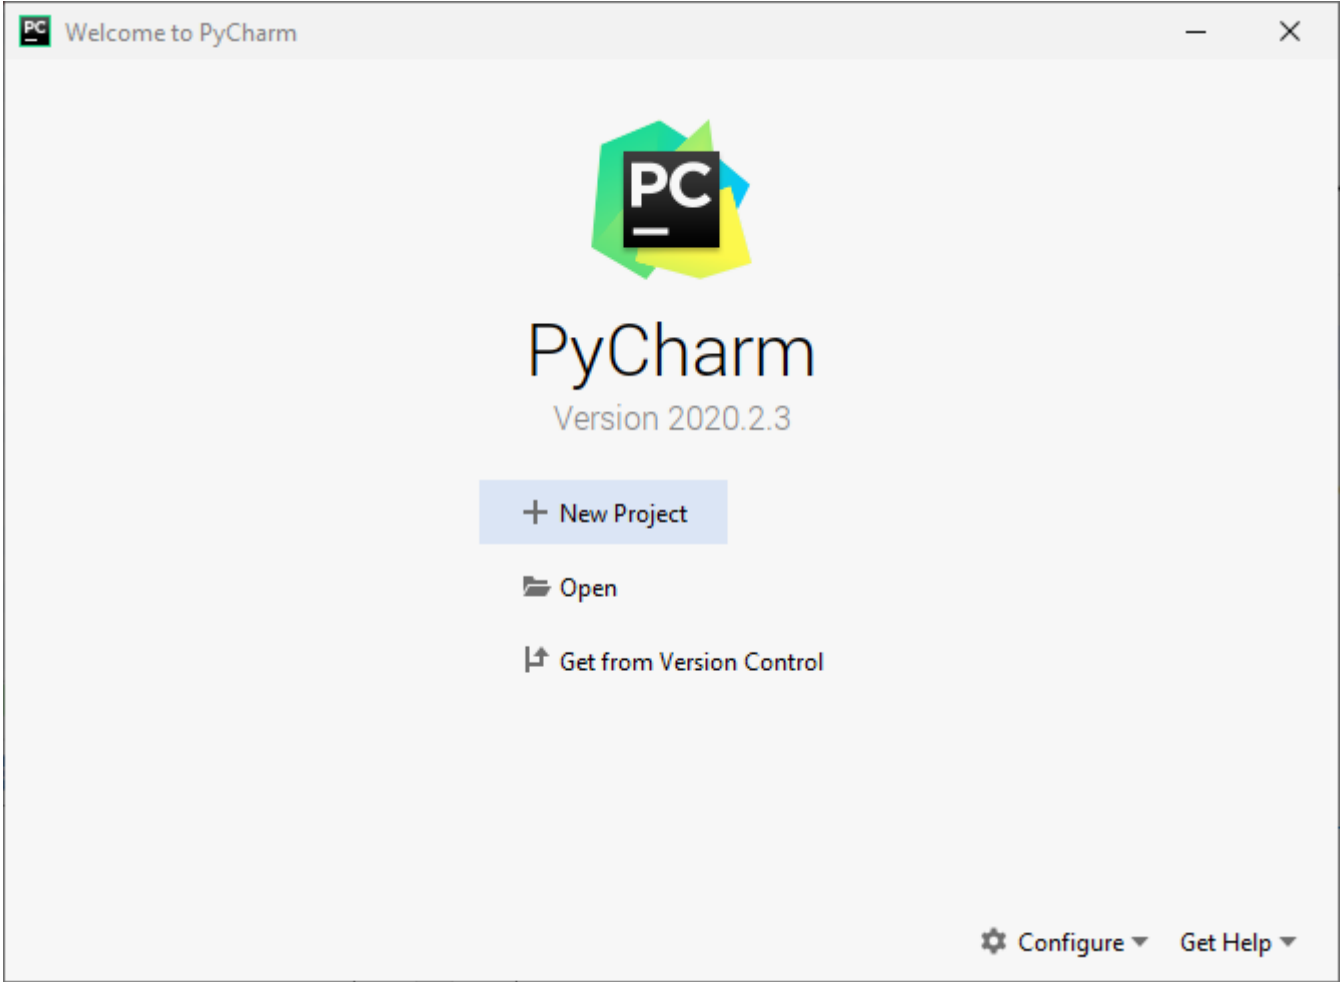 PC Welcome to PyCharm
PC
PyCharm
Version 2020.2.3
New Project
Open
Get from Version Control
Configure Get Help